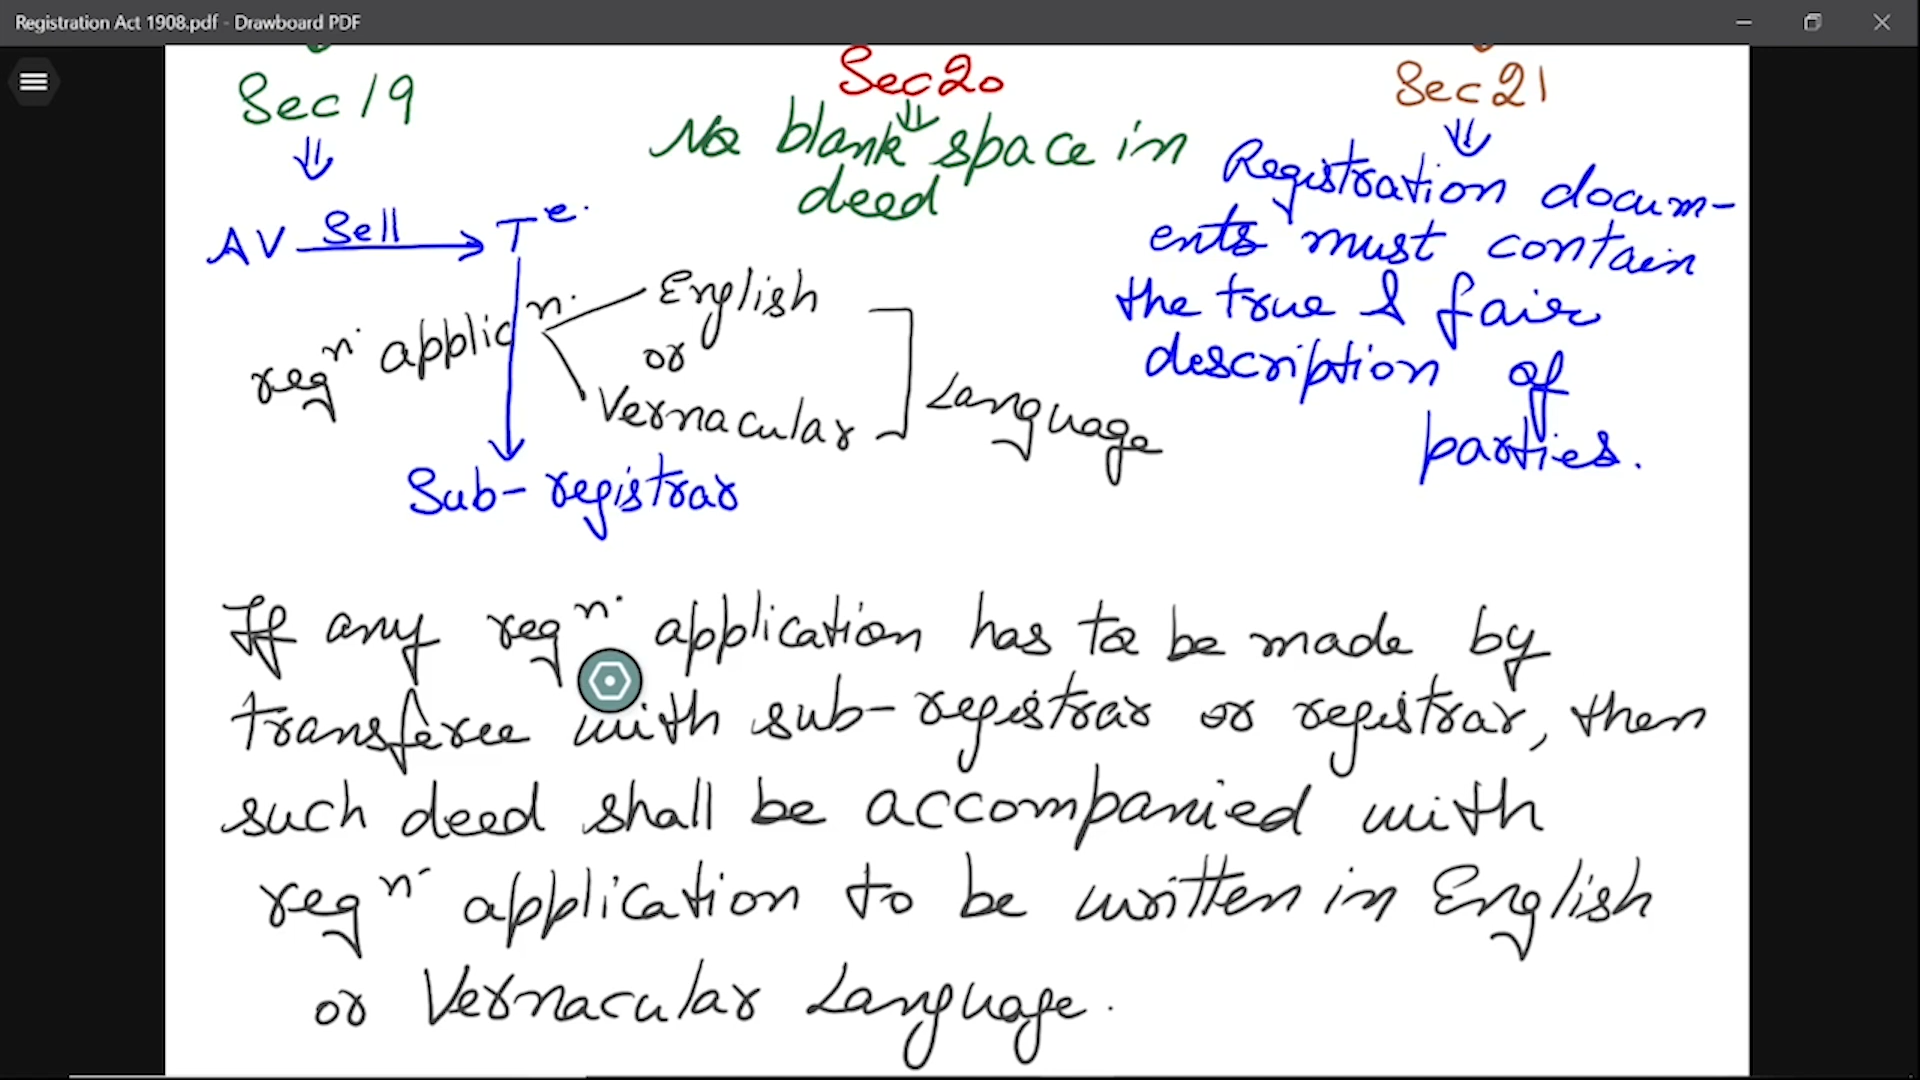 Registration Act 1908.pdf - Drawboard PDF
Sec 19
AV Sell Te.
regn. applicn.
English
or
Vernacular
Language
Sub-registrar
Sec 20
No blank space in
deed
Sec 21
Registration docum-
ents must contain
the true & fair
description of
parties.
If any regn. application has to be made by
transferee with sub-registrar or registrar, then
such deed shall be accompanied with
regn. application to be written in English
or Vernacular Language.